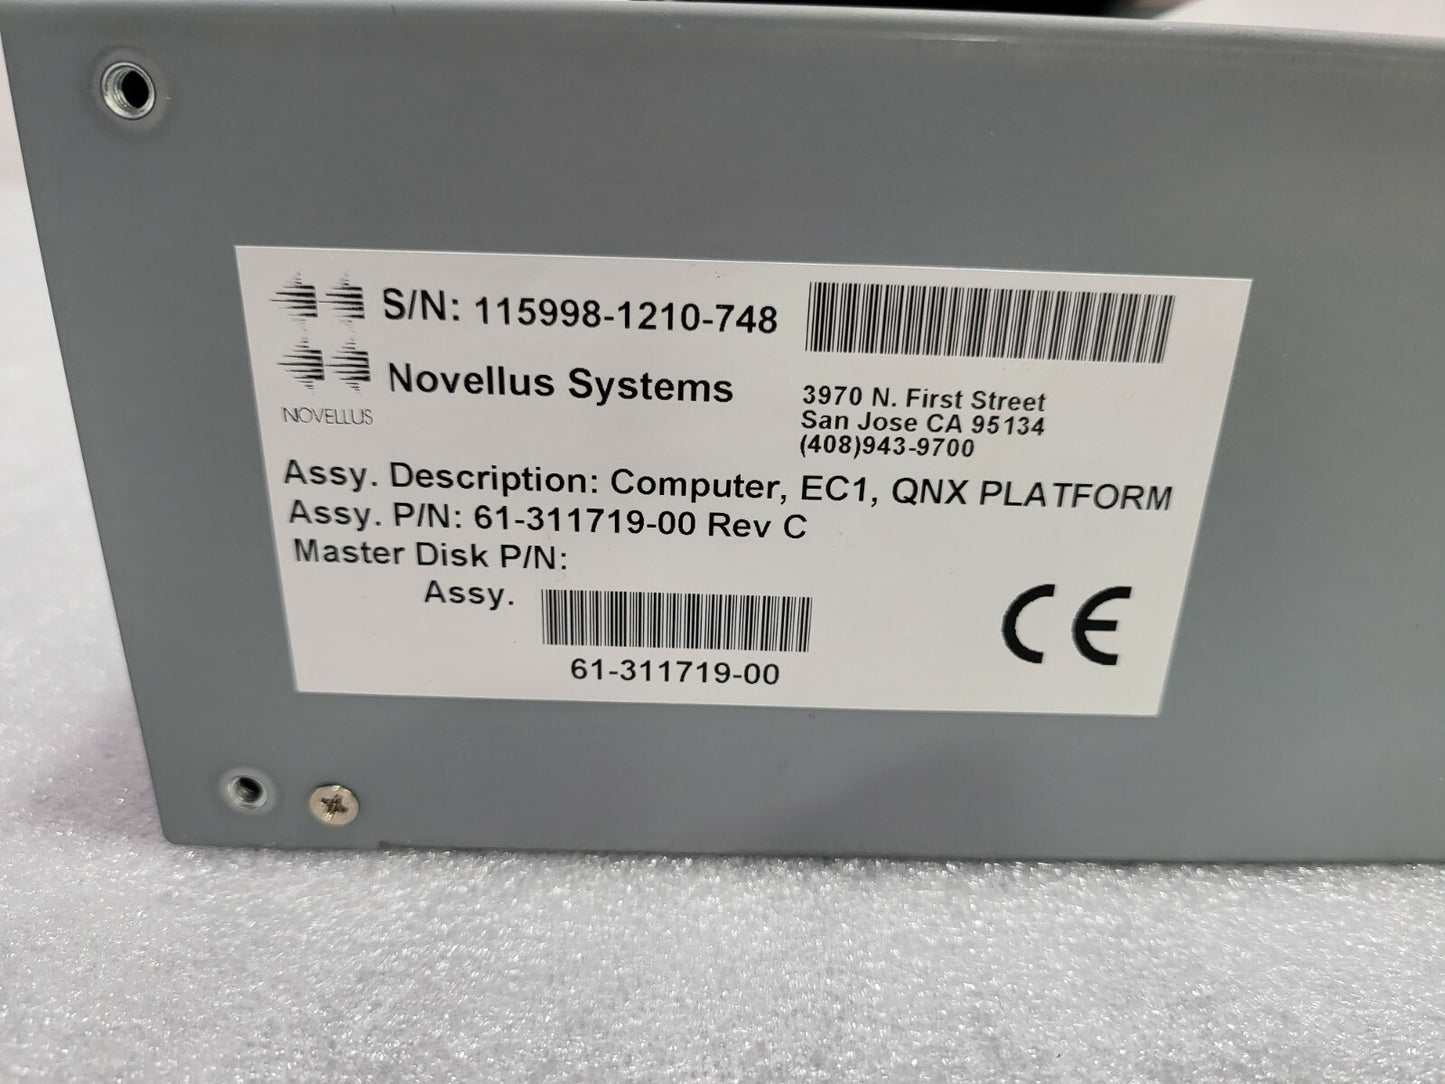 S/N: 115998-1210-748
Novellus Systems
NOVELLUS
3970 N. First Street
San Jose CA 95134
(408)943-9700
Assy. Description: Computer, EC1, QNX PLATFORM
Assy. P/N: 61-311719-00 Rev C
Master Disk P/N:
Assy.
61-311719-00
CE